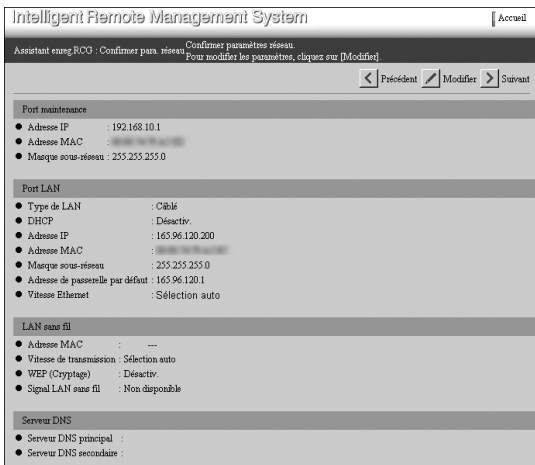 Intelligent Remote Management System
Accueil
Assistant enreg.RCG : Confirmer para. réseau
Confirmer paramètres réseau.
Pour modifier les paramètres, cliquez sur [Modifier].
Précédent Modifier Suivant
Port maintenance
● Adresse IP : 192.168.10.1
● Adresse MAC :
● Masque sous-réseau : 255.255.255.0
Port LAN
● Type de LAN : Câblé
● DHCP : Désactiv.
● Adresse IP : 165.96.120.200
● Adresse MAC :
● Masque sous-réseau : 255.255.255.0
● Adresse de passerelle par défaut : 165.96.120.1
● Vitesse Ethernet : Sélection auto
LAN sans fil
● Adresse MAC : ---
● Vitesse de transmission : Sélection auto
● WEP (Cryptage) : Désactiv.
● Signal LAN sans fil : Non disponible
Serveur DNS
● Serveur DNS principal :
● Serveur DNS secondaire :